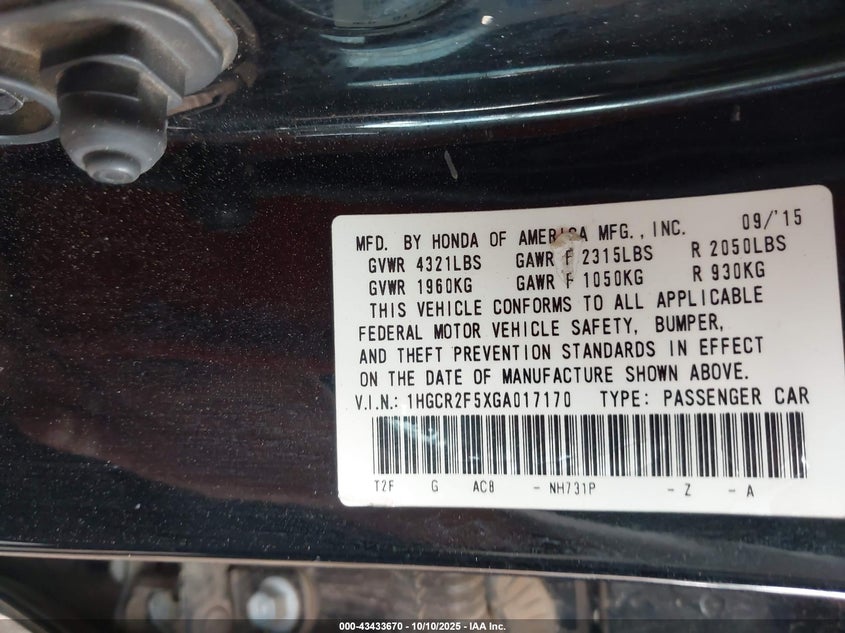 MFD. BY HONDA OF AMERICA MFG., INC. 09/'15
GVWR 4321LBS GAWR F 2315LBS R 2050LBS
GVWR 1960KG GAWR F 1050KG R 930KG
THIS VEHICLE CONFORMS TO ALL APPLICABLE
FEDERAL MOTOR VEHICLE SAFETY, BUMPER,
AND THEFT PREVENTION STANDARDS IN EFFECT
ON THE DATE OF MANUFACTURE SHOWN ABOVE.
V.I.N.: 1HGCR2F5XGA017170 TYPE: PASSENGER CAR
T2F G ACB - NH731P - Z - A
000-43433670 | 10/10/2025 - IAA Inc.